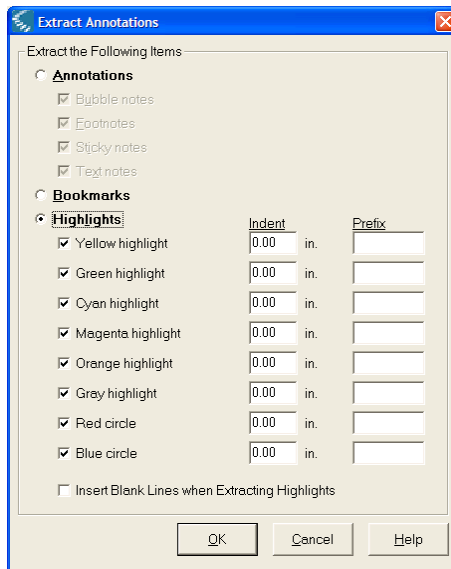 Extract Annotations
Extract the Following Items
Annotations
Bubble notes
Footnotes
Sticky notes
Text notes
Bookmarks
Highlights Indent Prefix
Yellow highlight 0.00 in.
Green highlight 0.00 in.
Cyan highlight 0.00 in.
Magenta highlight 0.00 in.
Orange highlight 0.00 in.
Gray highlight 0.00 in.
Red circle 0.00 in.
Blue circle 0.00 in.
Insert Blank Lines when Extracting Highlights
OK Cancel Help